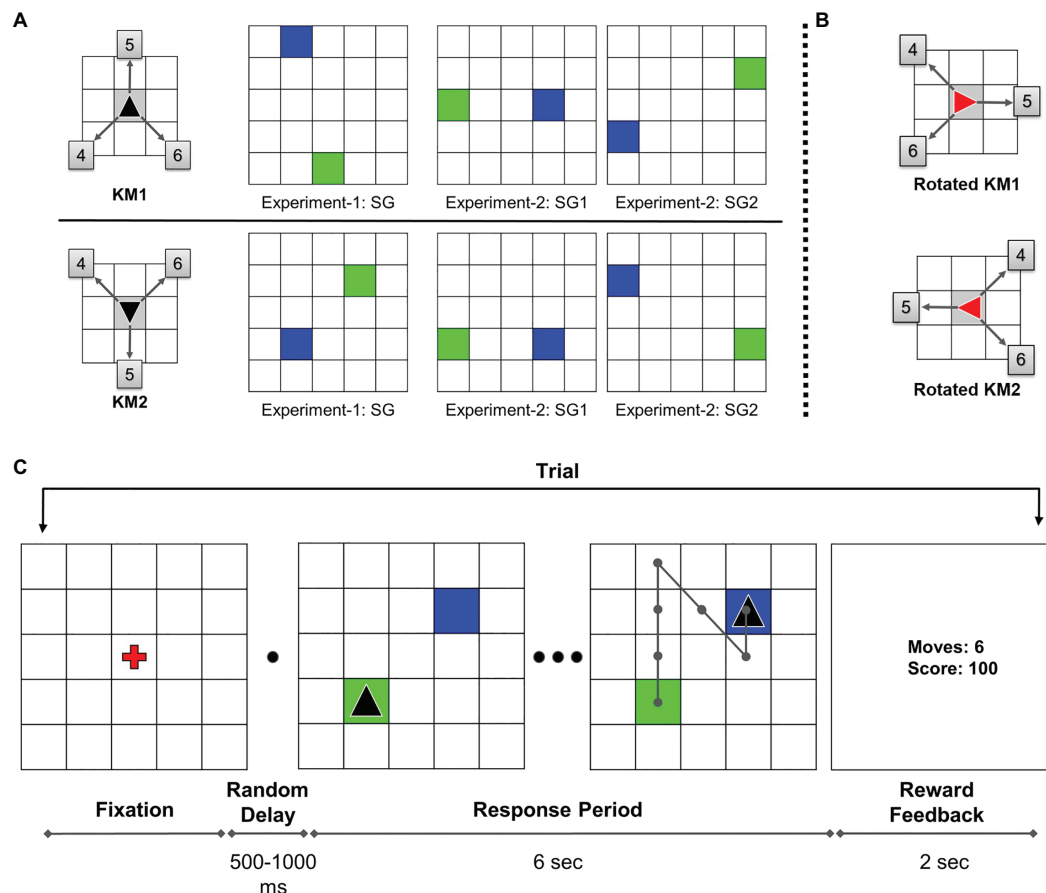 A
B
5
4
6
KM1
Experiment-1: SG
Experiment-2: SG1
Experiment-2: SG2
4
5
6
Rotated KM1
4
6
5
KM2
Experiment-1: SG
Experiment-2: SG1
Experiment-2: SG2
4
5
6
Rotated KM2
C
Trial
Moves: 6
Score: 100
Fixation
Random
Delay
Response Period
Reward
Feedback
500-1000
ms
6 sec
2 sec